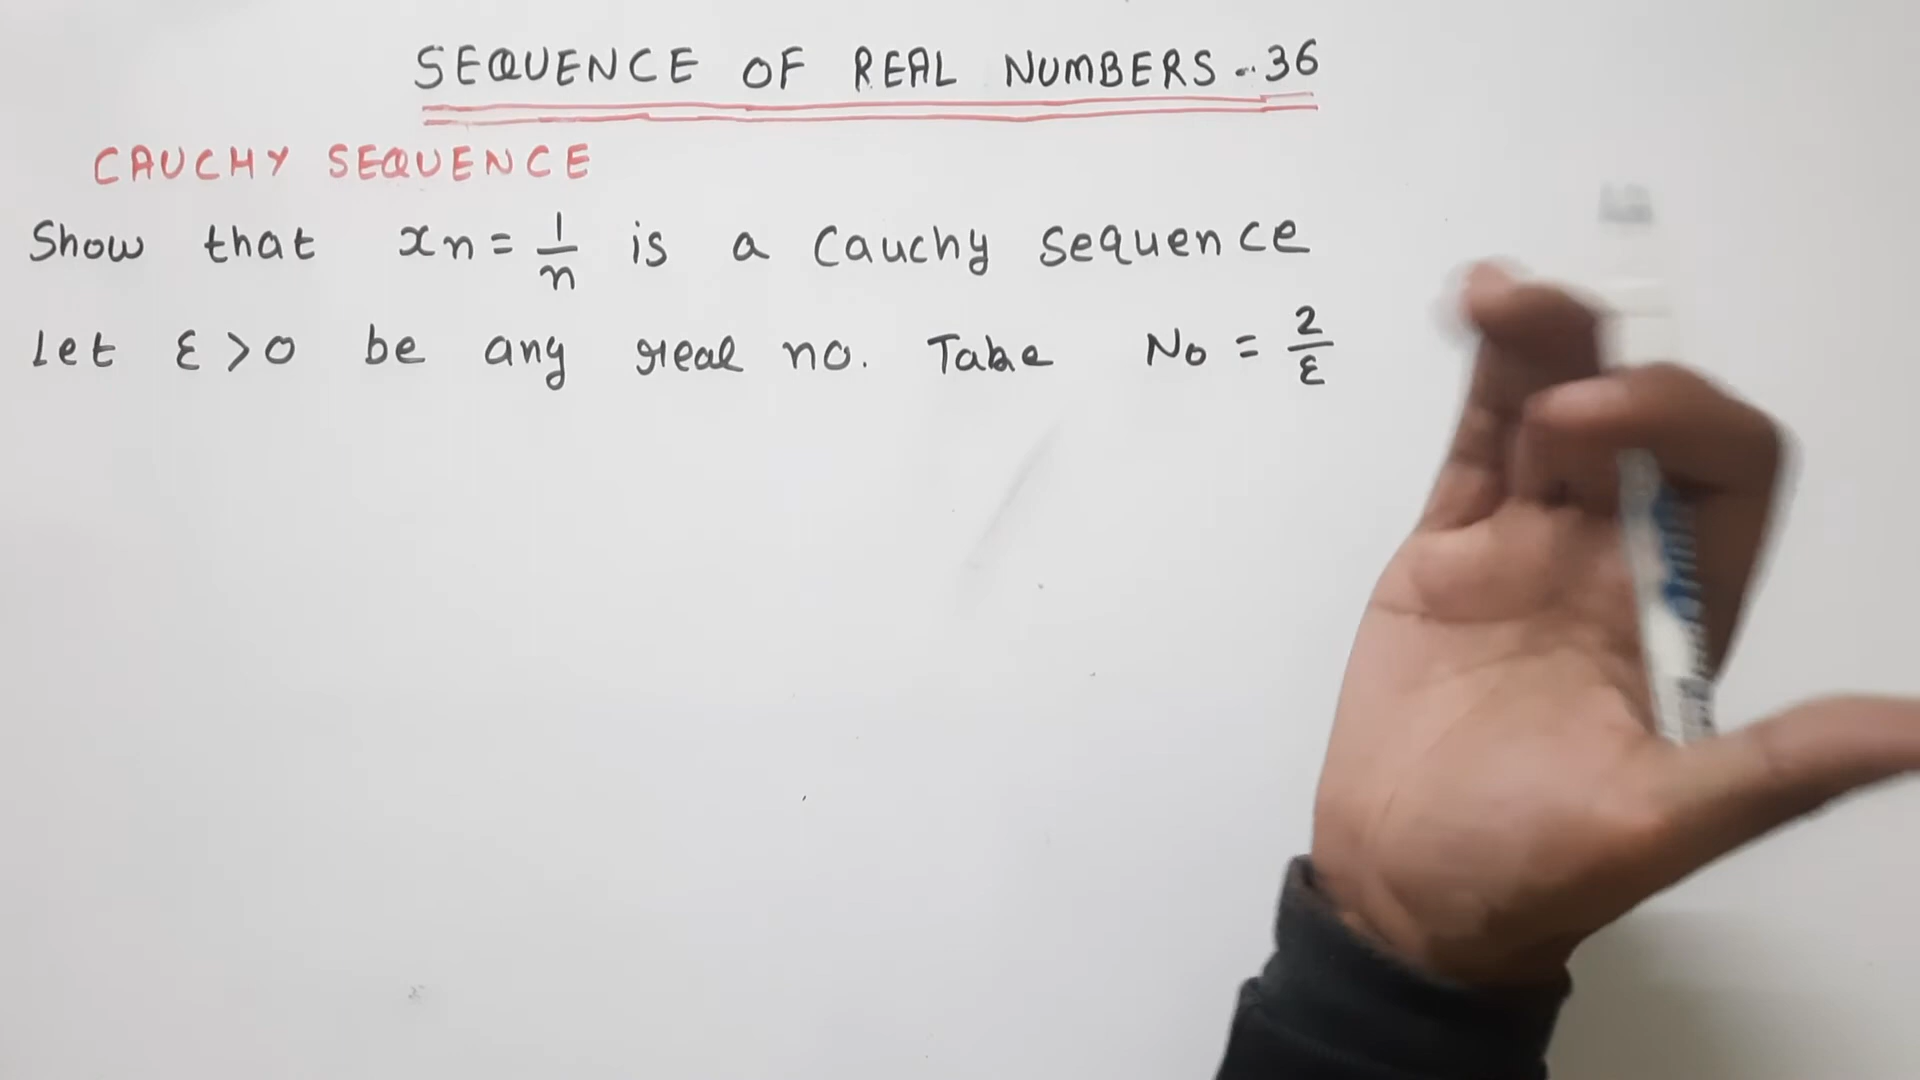 SEQUENCE OF REAL NUMBERS - 36
CAUCHY SEQUENCE
Show that xn = 1/n is a Cauchy sequence
Let ε > 0 be any real no. Take No = 2/ε